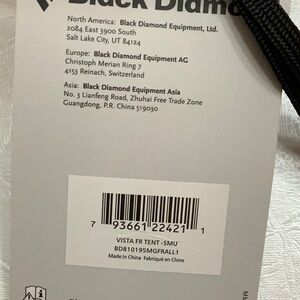 Black Diamo
North America: Black Diamond Equipment, Ltd.
2084 East 3900 South
Salt Lake City, UT 84124
Europe: Black Diamond Equipment AG
Christoph Merian Ring 7
4153 Reinach, Switzerland
Asia: Black Diamond Equipment Asia
No. 3 Lianfeng Road, Zhuhai Free Trade Zone
Guangdong, P.R. China 519030
7 93661 22421 1
VISTA FR TENT -SMU
BD810195MGFRALL1
Made in China Fabriqué en Chine